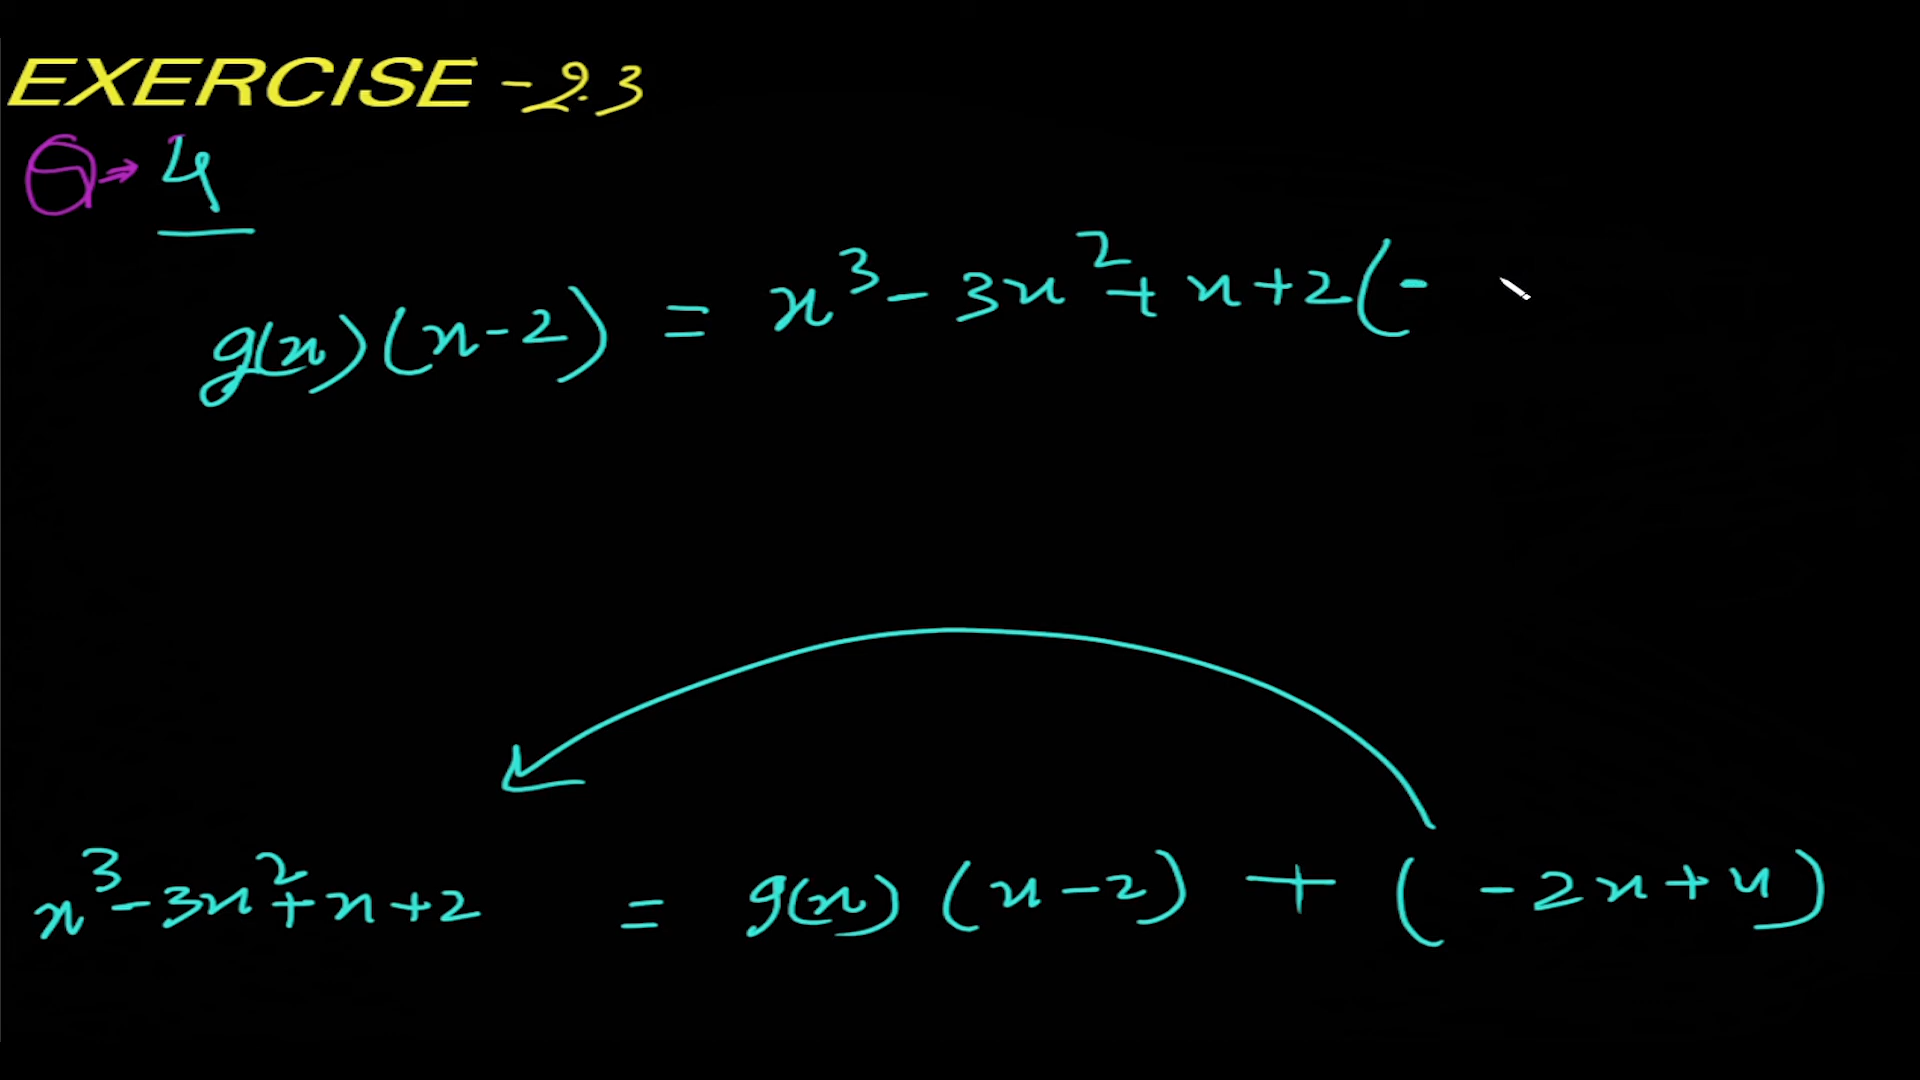 EXERCISE - 2.3
Q → 4
g(x) (x-2) = x³ - 3x² + x + 2 ( -
x³ - 3x² + x + 2 = g(x) (x - 2) + ( - 2x + 4 )